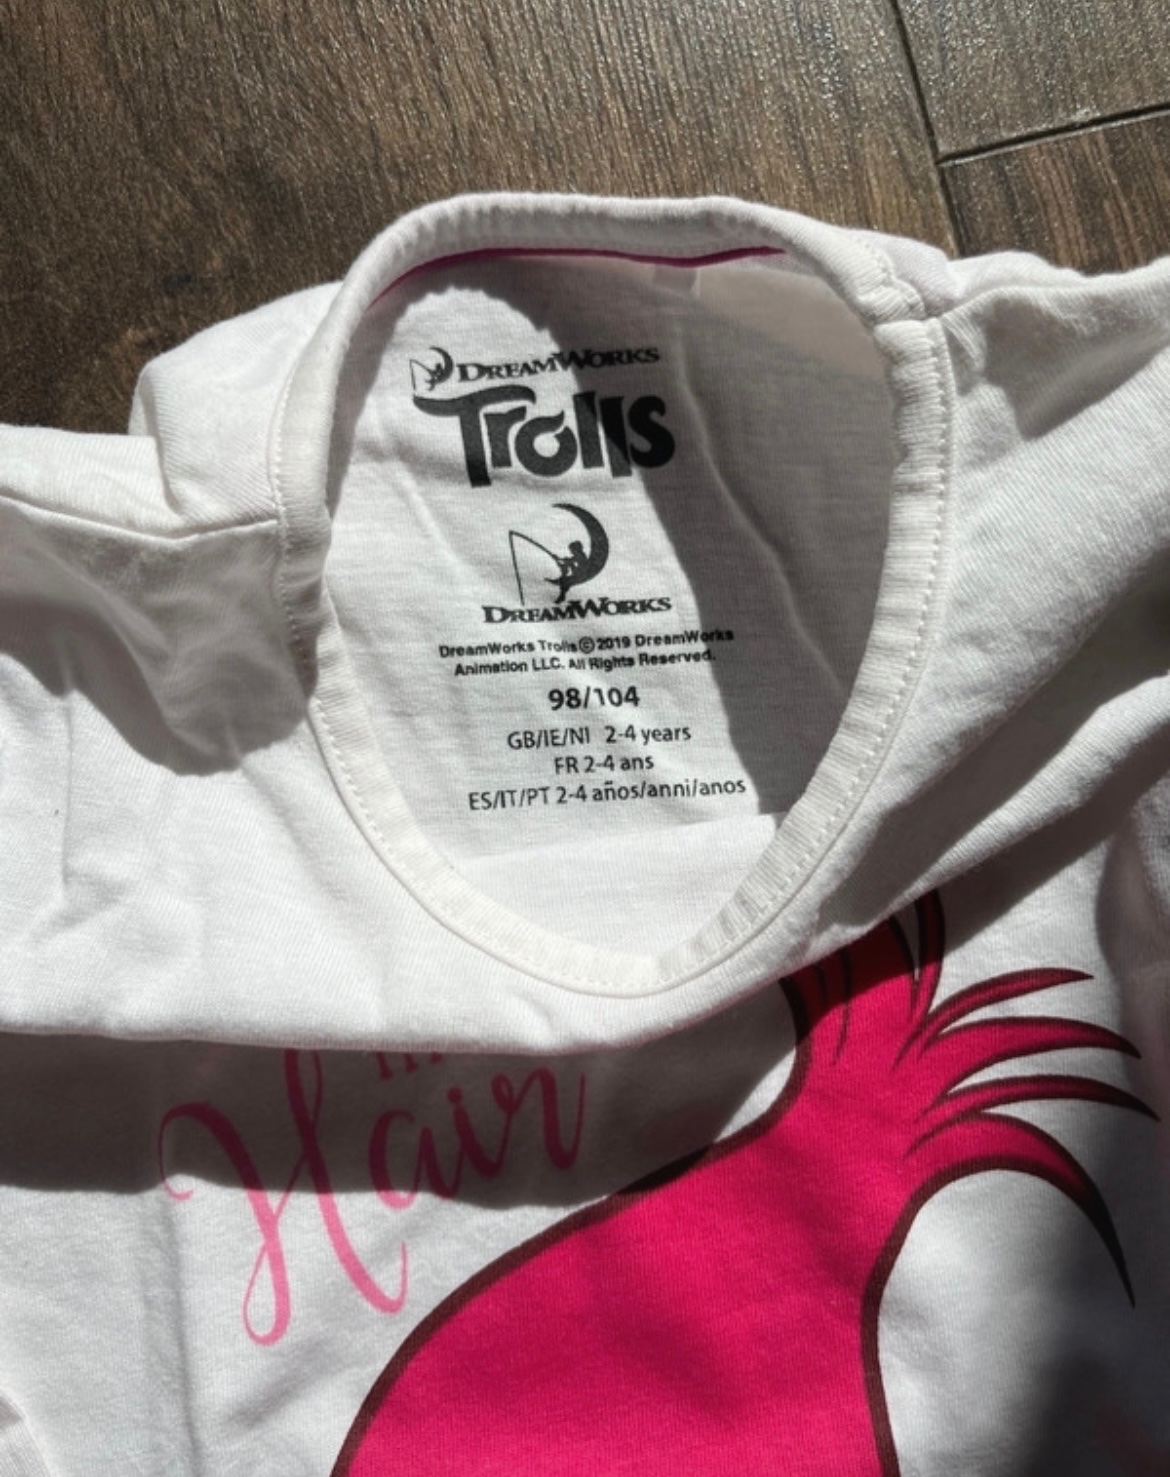 DREAMWORKS
Trolls
DREAMWORKS
DreamWorks Trolls©2019 DreamWorks
Animation LLC. All Rights Reserved.
98/104
GB/IE/NI 2-4 years
FR 2-4 ans
ES/IT/PT 2-4 años/anni/anos
Hair